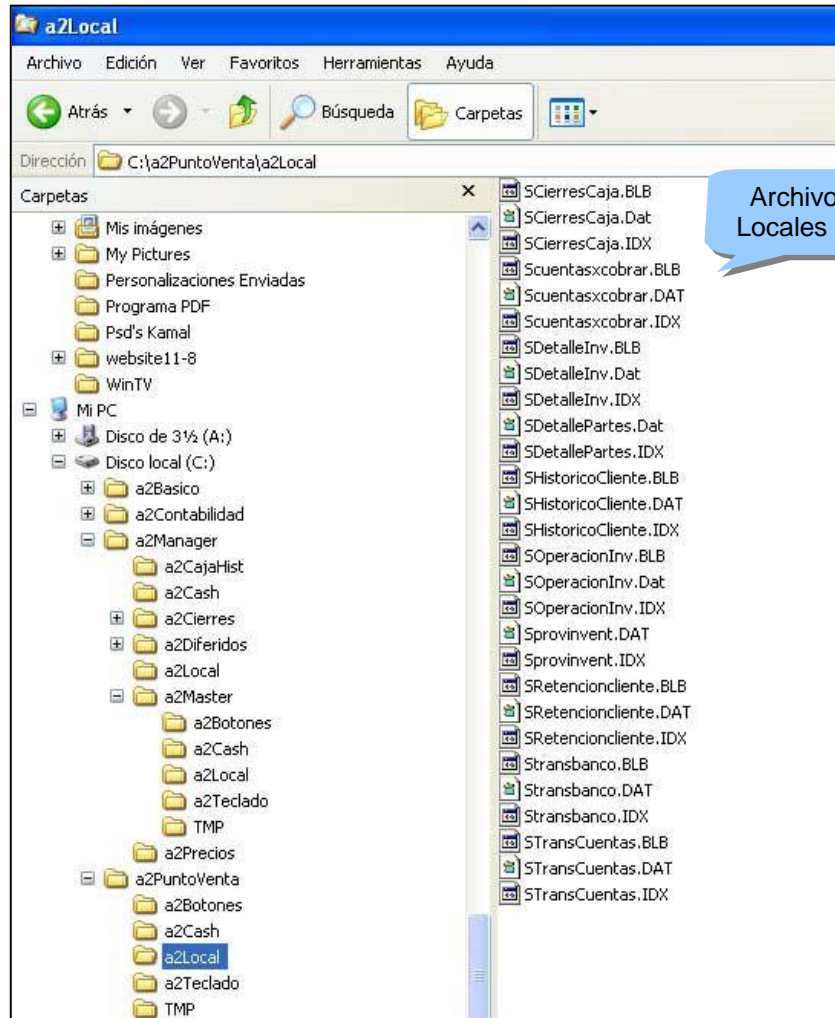 a2Local
Archivo Edición Ver Favoritos Herramientas Ayuda
Atrás Búsqueda Carpetas
Dirección C:\a2PuntoVenta\a2Local
Carpetas
Mis imágenes
My Pictures
Personalizaciones Enviadas
Programa PDF
Psd's Kamal
website11-8
WinTV
Mi PC
Disco de 3½ (A:)
Disco local (C:)
a2Basico
a2Contabilidad
a2Manager
a2CajaHist
a2Cash
a2Cierres
a2Diferidos
a2Local
a2Master
a2Botones
a2Cash
a2Local
a2Teclado
TMP
a2Precios
a2PuntoVenta
a2Botones
a2Cash
a2Local
a2Teclado
TMP
SCierresCaja.BLB
SCierresCaja.Dat
SCierresCaja.IDX
Scuentasxcobrar.BLB
Scuentasxcobrar.DAT
Scuentasxcobrar.IDX
SDetalleInv.BLB
SDetalleInv.Dat
SDetalleInv.IDX
SDetallePartes.Dat
SDetallePartes.IDX
SHistoricoCliente.BLB
SHistoricoCliente.DAT
SHistoricoCliente.IDX
SOperacionInv.BLB
SOperacionInv.Dat
SOperacionInv.IDX
Sprovinvent.DAT
Sprovinvent.IDX
SRetencioncliente.BLB
SRetencioncliente.DAT
SRetencioncliente.IDX
Stransbanco.BLB
Stransbanco.DAT
Stransbanco.IDX
STransCuentas.BLB
STransCuentas.DAT
STransCuentas.IDX
Archivo
Locales